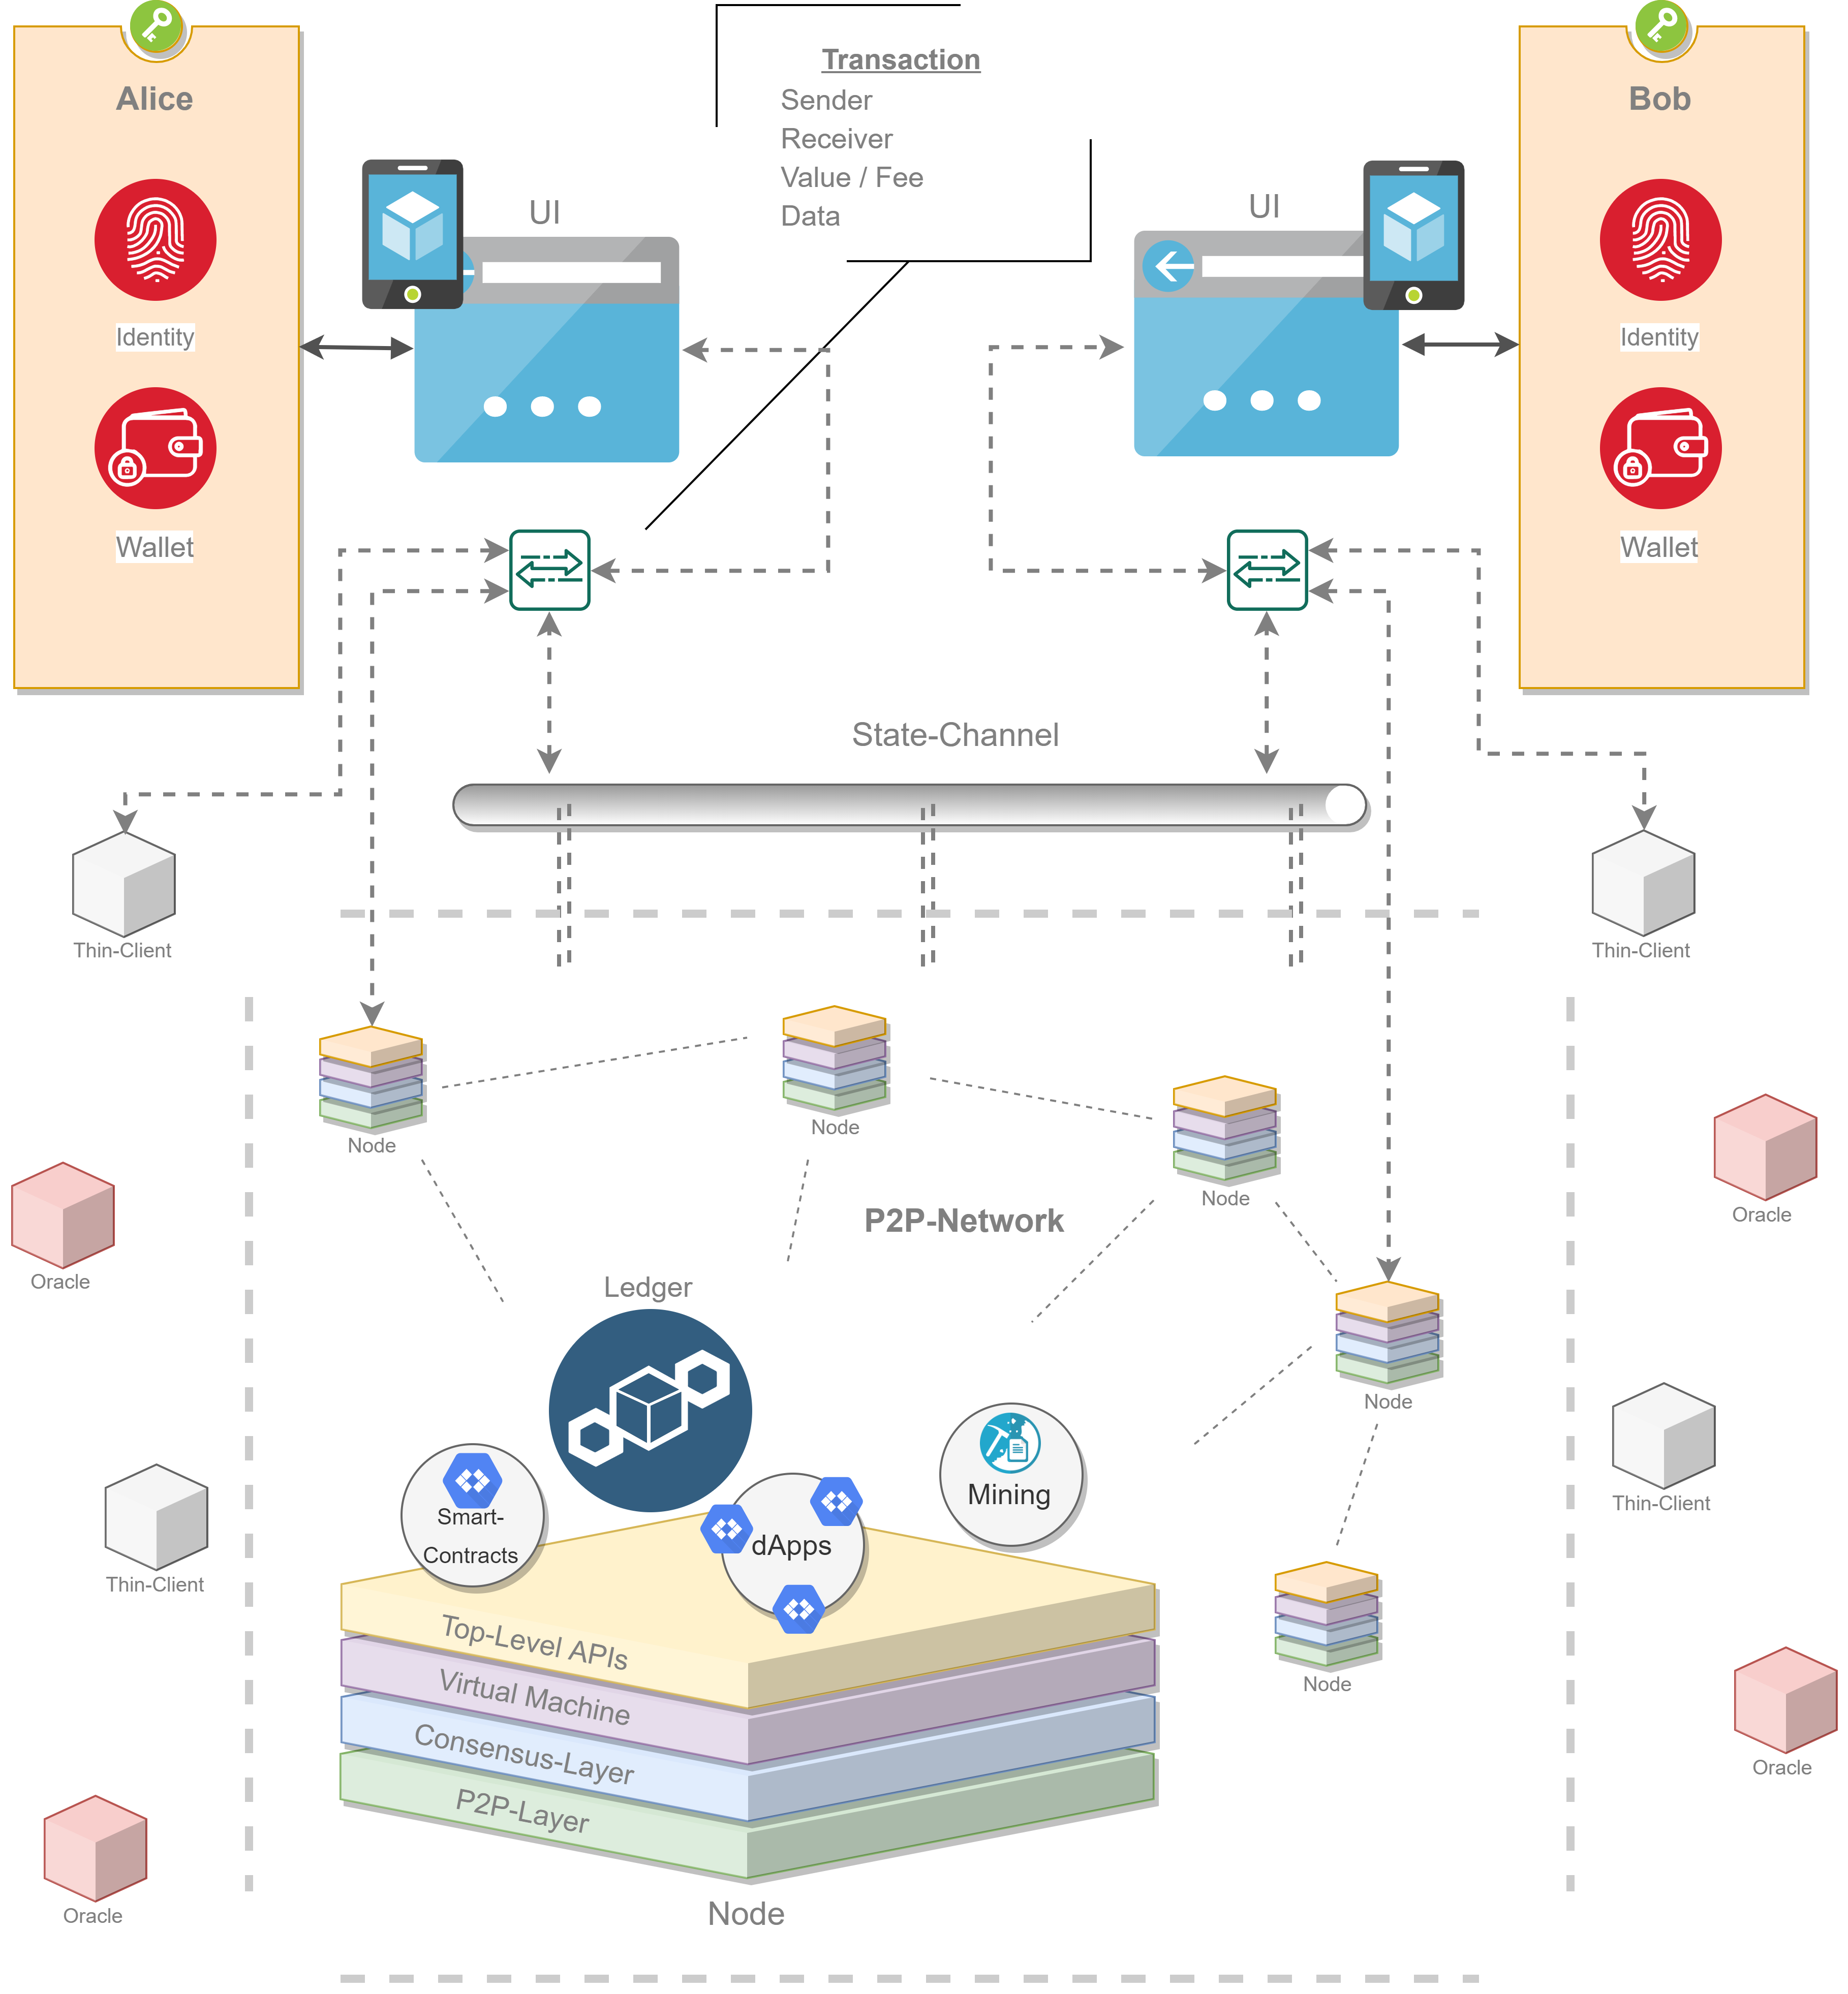 Alice
Transaction
Sender
Receiver
Value / Fee
Data
Bob
UI
UI
Identity
Identity
Wallet
Wallet
State-Channel
Thin-Client
Thin-Client
Node
Node
Node
P2P-Network
Oracle
Oracle
Ledger
Node
Mining
Smart-
Contracts
dApps
Thin-Client
Thin-Client
Top-Level APIs
Virtual Machine
Consensus-Layer
P2P-Layer
Node
Oracle
Oracle
Node